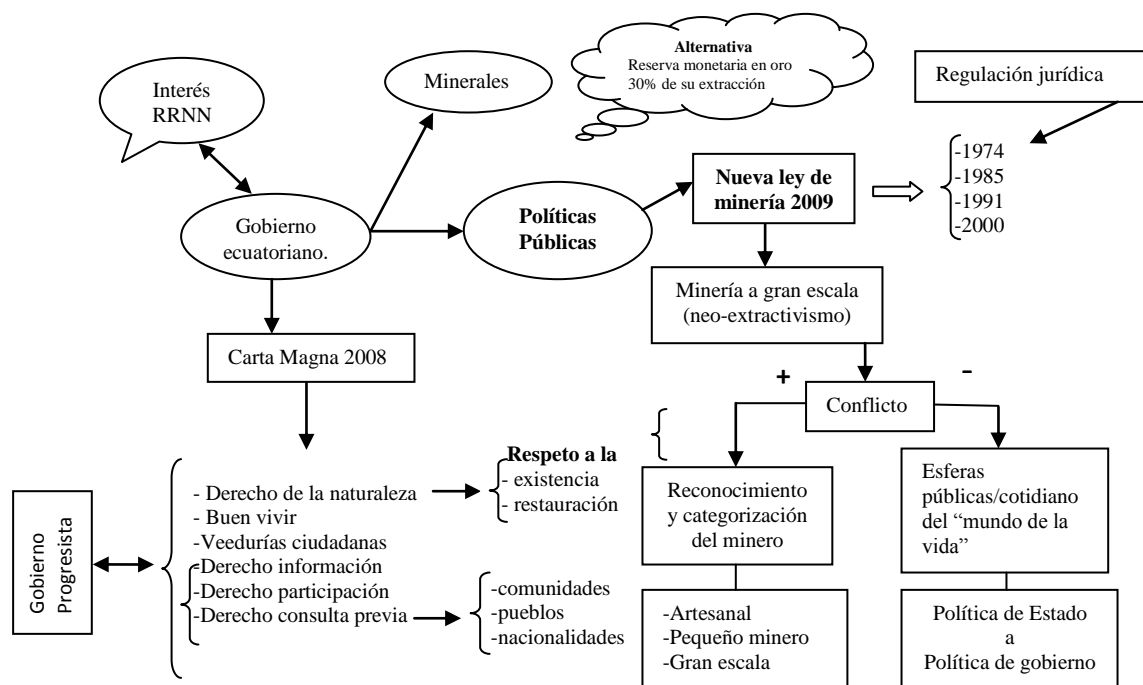 Interés
RRNN
Minerales
Alternativa
Reserva monetaria en oro
30% de su extracción
Regulación jurídica
-1974
-1985
-1991
-2000
Nueva ley de
minería 2009
Gobierno
ecuatoriano.
Políticas
Públicas
Minería a gran escala
(neo-extractivismo)
Carta Magna 2008
+
-
Conflicto
Respeto a la
- existencia
- restauración
Gobierno
Progresista
- Derecho de la naturaleza
- Buen vivir
- Veedurías ciudadanas
-Derecho información
-Derecho participación
-Derecho consulta previa
-comunidades
-pueblos
-nacionalidades
Reconocimiento
y categorización
del minero
Esferas
públicas/cotidiano
del “mundo de la
vida”
-Artesanal
-Pequeño minero
-Gran escala
Política de Estado
a
Política de gobierno